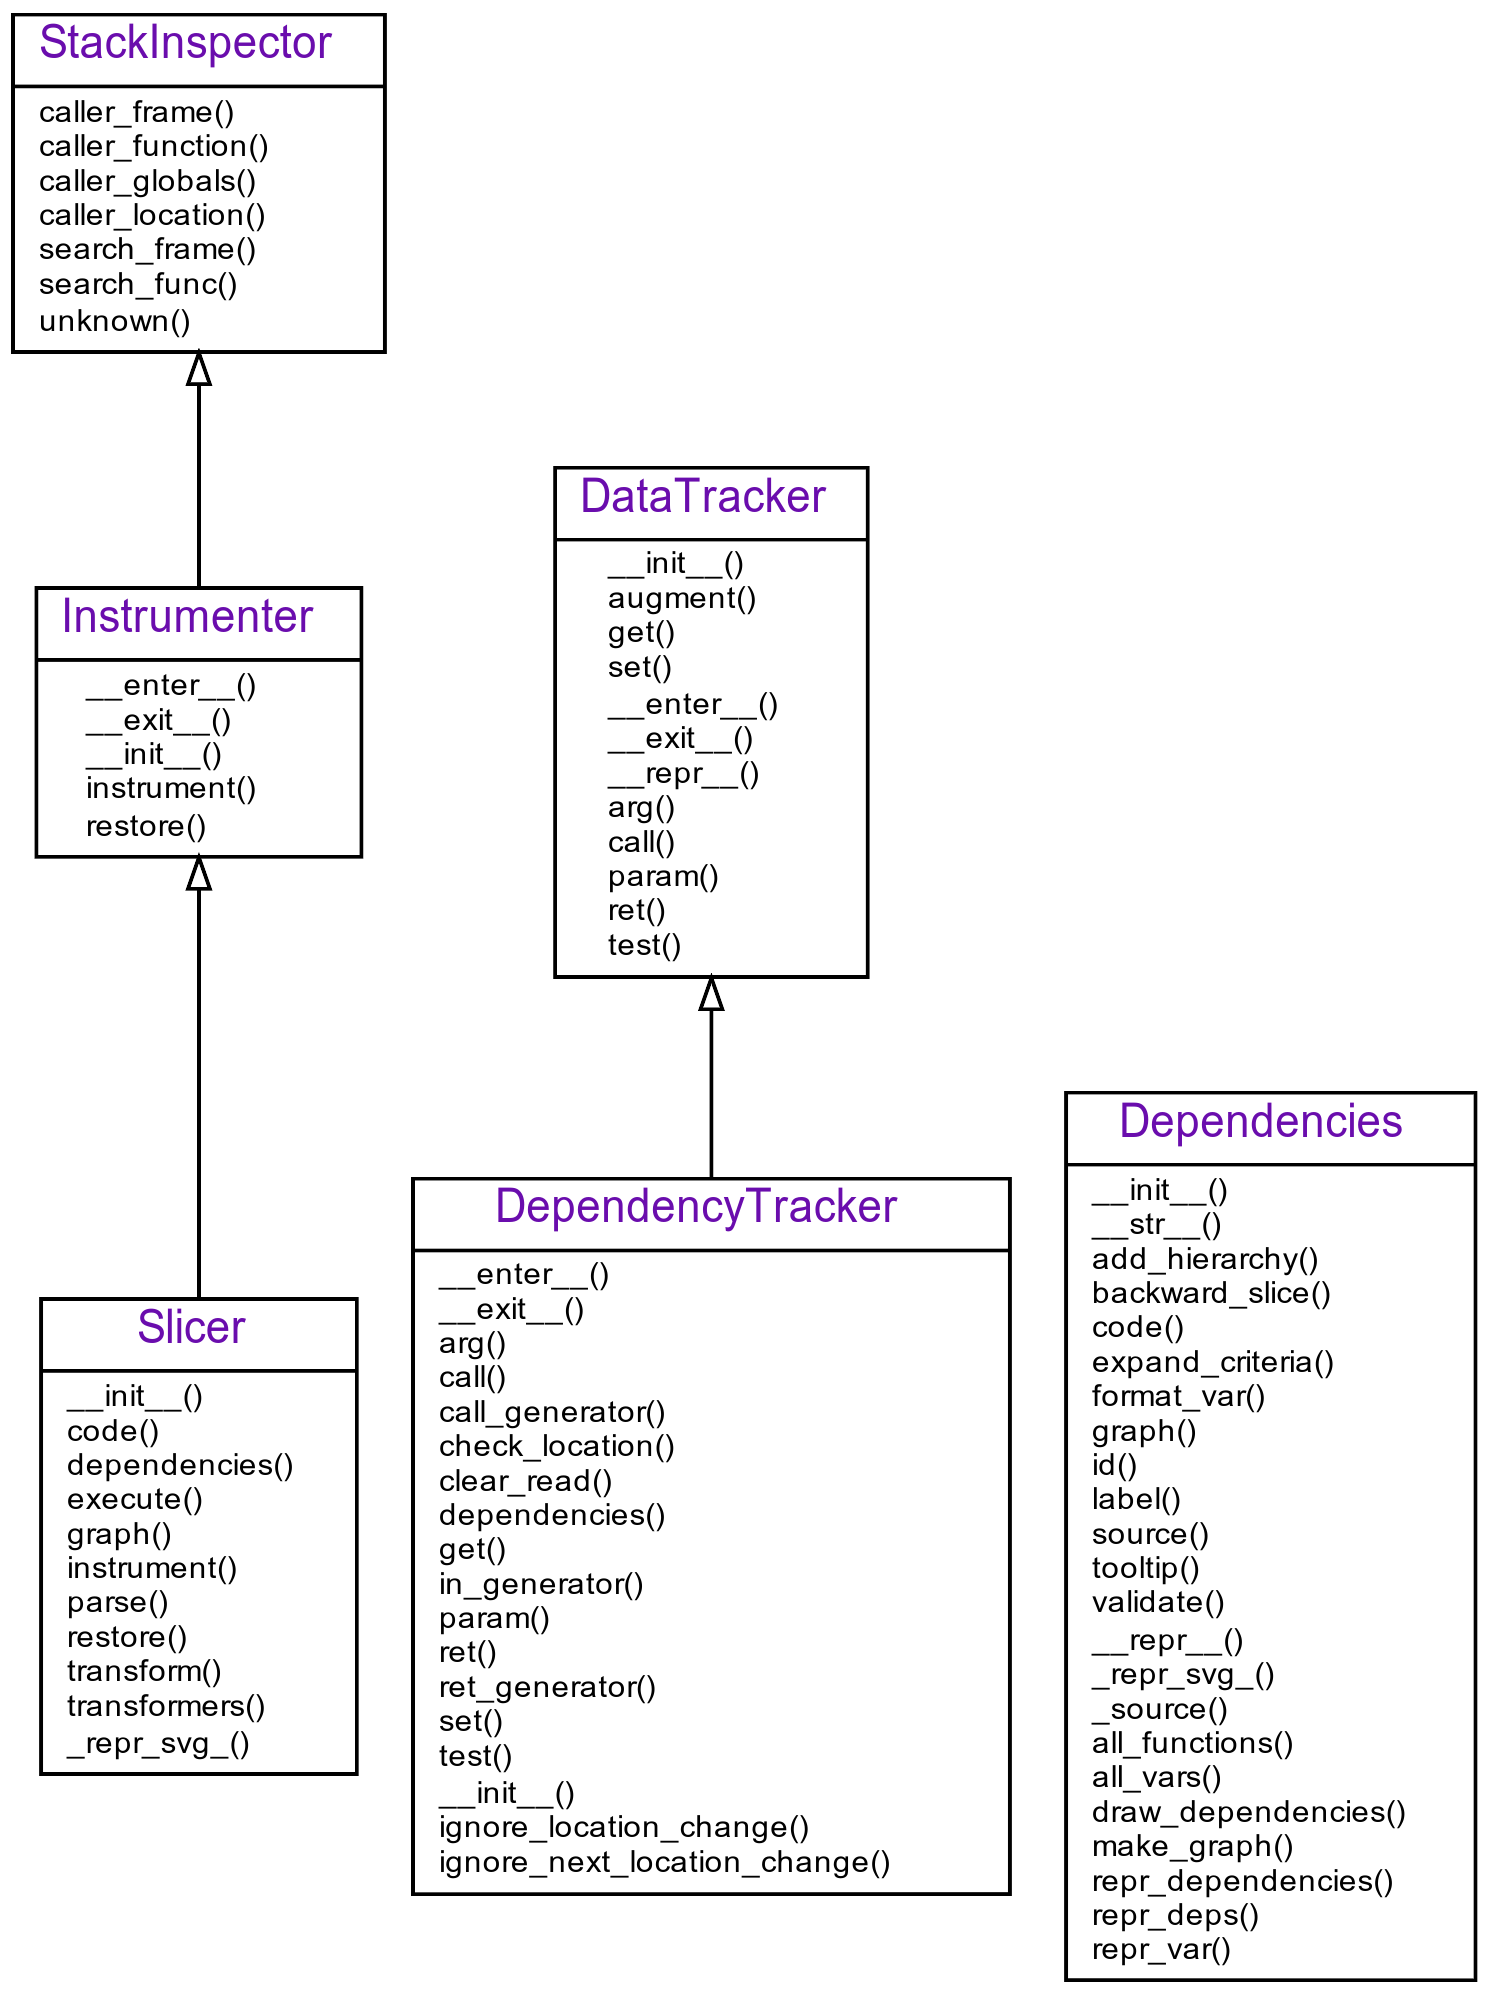 StackInspector
caller_frame()
caller_function()
caller_globals()
caller_location()
search_frame()
search_func()
unknown()
Instrumenter
__enter__()
__exit__()
__init__()
instrument()
restore()
Slicer
__init__()
code()
dependencies()
execute()
graph()
instrument()
parse()
restore()
transform()
transformers()
_repr_svg_()
DataTracker
__init__()
augment()
get()
set()
__enter__()
__exit__()
__repr__()
arg()
call()
param()
ret()
test()
DependencyTracker
__enter__()
__exit__()
arg()
call()
call_generator()
check_location()
clear_read()
dependencies()
get()
in_generator()
param()
ret()
ret_generator()
set()
test()
__init__()
ignore_location_change()
ignore_next_location_change()
Dependencies
__init__()
__str__()
add_hierarchy()
backward_slice()
code()
expand_criteria()
format_var()
graph()
id()
label()
source()
tooltip()
validate()
__repr__()
_repr_svg_()
_source()
all_functions()
all_vars()
draw_dependencies()
make_graph()
repr_dependencies()
repr_deps()
repr_var()